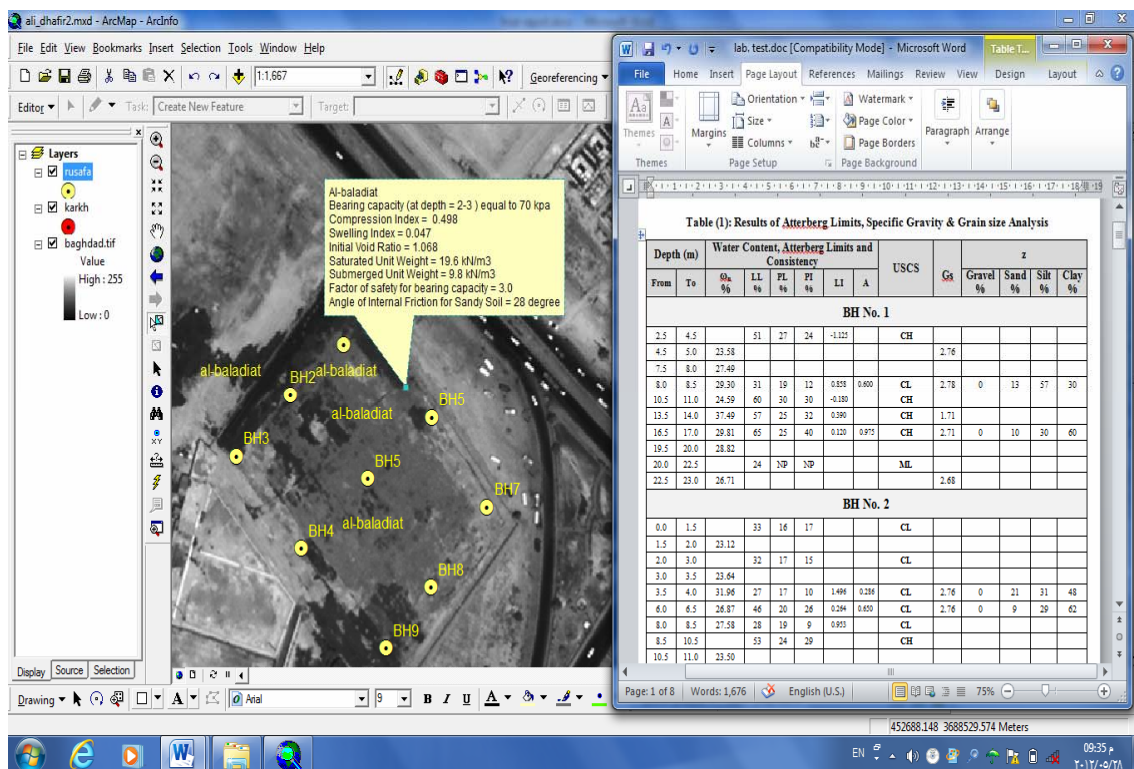 ali_dhafir2.mxd - ArcMap - ArcInfo
File Edit View Bookmarks Insert Selection Tools Window Help
1:1,667
Georeferencing
Editor Task: Create New Feature Target:
Layers
rusafa
karkh
baghdad.tif
Value
High : 255
Low : 0
Display Source Selection
Al-baladiat
Bearing capacity (at depth = 2-3 ) equal to 70 kpa
Compression Index = 0.498
Swelling Index = 0.047
Initial Void Ratio = 1.068
Saturated Unit Weight = 19.6 kN/m3
Submerged Unit Weight = 9.8 kN/m3
Factor of safety for bearing capacity = 3.0
Angle of Internal Friction for Sandy Soil = 28 degree
al-baladiat
BH2
al-baladiat
al-baladiat
BH5
BH3
BH5
BH7
BH4
al-baladiat
BH8
BH9
Drawing A Arial 9 B I U A
452688.148 3688529.574 Meters
lab. test.doc [Compatibility Mode] - Microsoft Word
Table T...
File Home Insert Page Layout References Mailings Review View Design Layout
Themes
Margins
Orientation
Size
Columns
Watermark
Page Color
Page Borders
Paragraph
Arrange
Themes Page Setup Page Background
Table (1): Results of Atterberg Limits, Specific Gravity & Grain size Analysis
Depth (m) Water Content, Atterberg Limits and Consistency USCS Gs z
From To ωn % LL % PL % PI % LI A Gravel % Sand % Silt % Clay %
BH No. 1
2.5 4.5 51 27 24 -1.125 CH
4.5 5.0 23.58 2.76
7.5 8.0 27.49
8.0 8.5 29.30 31 19 12 0.858 0.600 CL 2.78 0 13 57 30
10.5 11.0 24.59 60 30 30 -0.180 CH
13.5 14.0 37.49 57 25 32 0.390 CH 1.71
16.5 17.0 29.81 65 25 40 0.120 0.975 CH 2.71 0 10 30 60
19.5 20.0 28.82
20.0 22.5 24 NP NP ML
22.5 23.0 26.71 2.68
BH No. 2
0.0 1.5 33 16 17 CL
1.5 2.0 23.12
2.0 3.0 32 17 15 CL
3.0 3.5 23.64
3.5 4.0 31.96 27 17 10 1.496 0.286 CL 2.76 0 21 31 48
6.0 6.5 26.87 46 20 26 0.264 0.650 CL 2.76 0 9 29 62
8.0 8.5 27.58 28 19 9 0.953 CL
8.5 10.5 53 24 29 CH
10.5 11.0 23.50
Page: 1 of 8 Words: 1,676 English (U.S.) 75%
EN
09:35 م
٢٠١٢/٠٥/٢٨